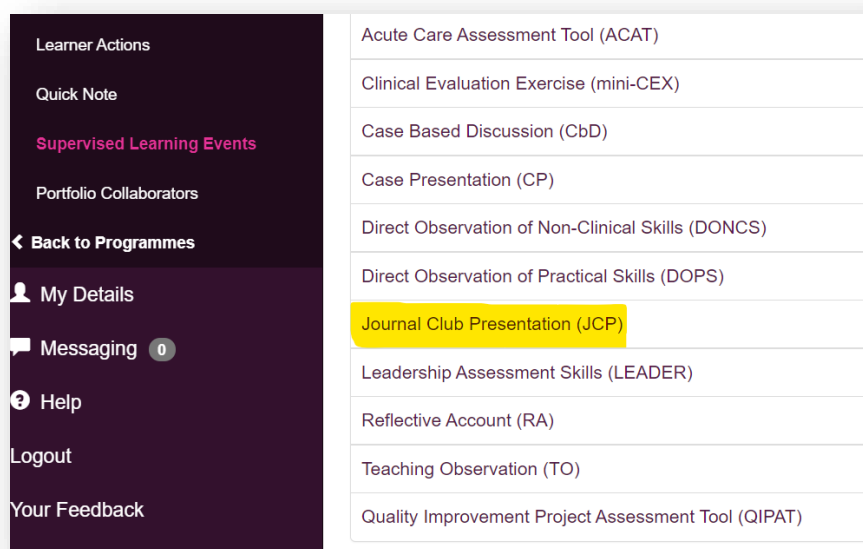 Learner Actions
Quick Note
Supervised Learning Events
Portfolio Collaborators
Back to Programmes
My Details
Messaging 0
Help
Logout
Your Feedback
Acute Care Assessment Tool (ACAT)
Clinical Evaluation Exercise (mini-CEX)
Case Based Discussion (CbD)
Case Presentation (CP)
Direct Observation of Non-Clinical Skills (DONCS)
Direct Observation of Practical Skills (DOPS)
Journal Club Presentation (JCP)
Leadership Assessment Skills (LEADER)
Reflective Account (RA)
Teaching Observation (TO)
Quality Improvement Project Assessment Tool (QIPAT)